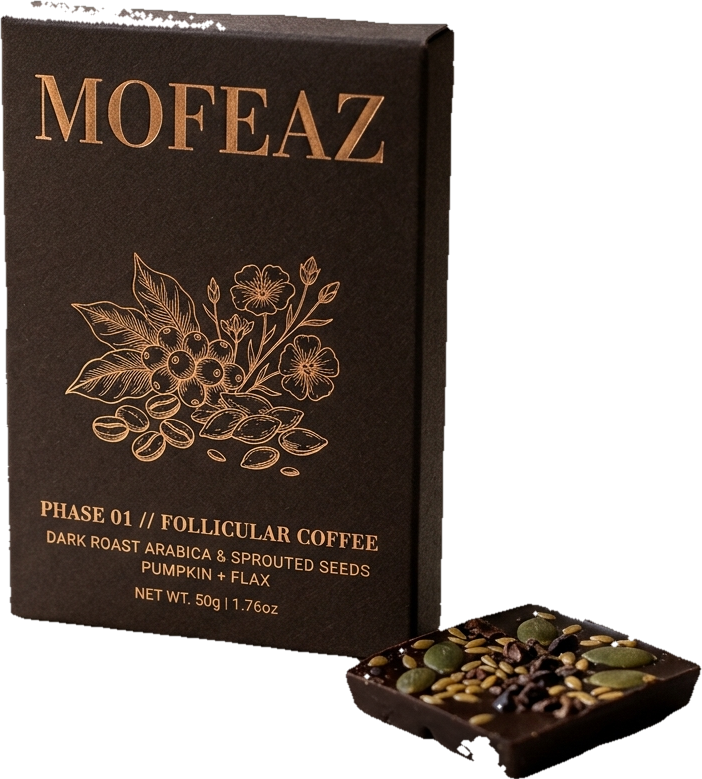 MOFEAZ
PHASE 01 // FOLLICULAR COFFEE
DARK ROAST ARABICA & SPROUTED SEEDS
PUMPKIN + FLAX
NET WT. 50g | 1.76oz